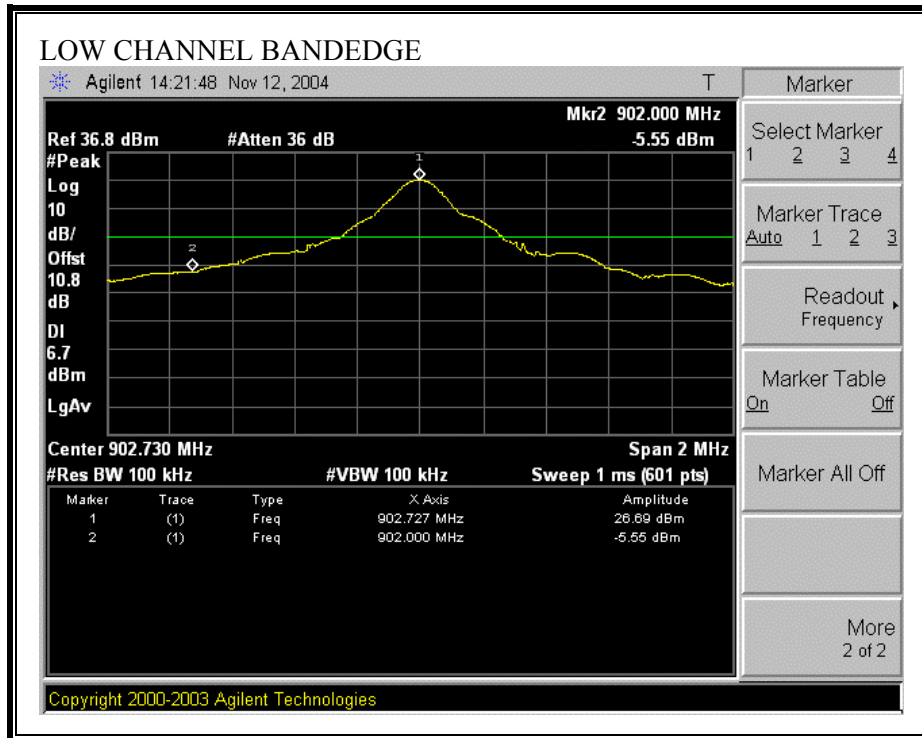 LOW CHANNEL BANDEDGE
Agilent 14:21:48 Nov 12, 2004 T
Mkr2 902.000 MHz
Ref 36.8 dBm #Atten 36 dB -5.55 dBm
#Peak
Log
10
dB/
Offst
10.8
dB
DI
6.7
dBm
LgAv
1
2
Center 902.730 MHz Span 2 MHz
#Res BW 100 kHz #VBW 100 kHz Sweep 1 ms (601 pts)
Marker Trace Type X Axis Amplitude
1 (1) Freq 902.727 MHz 26.69 dBm
2 (1) Freq 902.000 MHz -5.55 dBm
Copyright 2000-2003 Agilent Technologies
Marker
Select Marker
1 2 3 4
Marker Trace
Auto 1 2 3
Readout
Frequency
Marker Table
On Off
Marker All Off
More
2 of 2